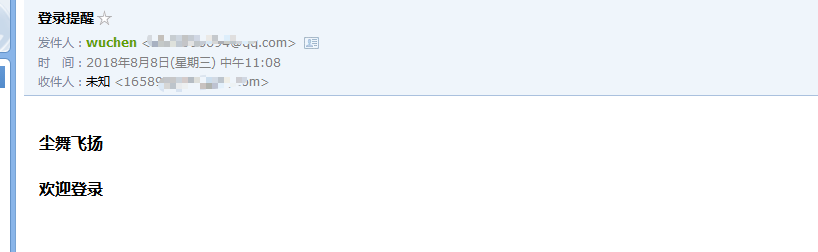 登录提醒☆
发件人：wuchen <@qq.com>
时　间：2018年8月8日(星期三) 中午11:08
收件人：未知 <16589>
尘舞飞扬
欢迎登录